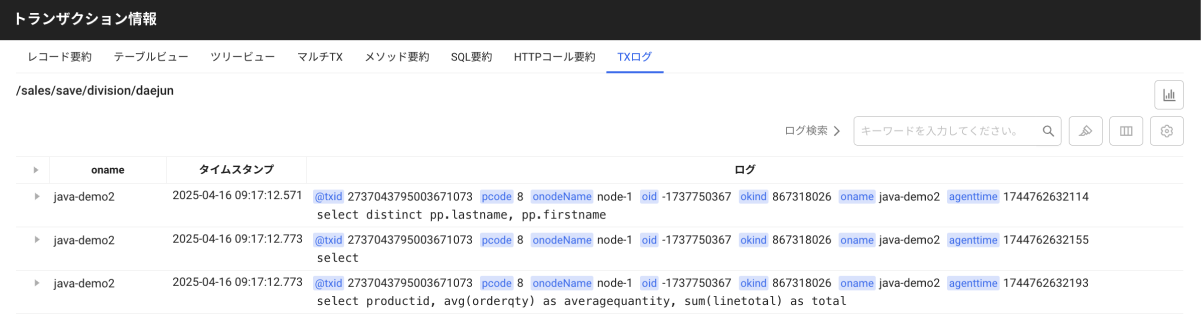 トランザクション情報
レコード要約 テーブルビュー ツリービュー マルチTX メソッド要約 SQL要約 HTTPコール要約 TXログ
/sales/save/division/daejun
ログ検索 キーワードを入力してください。
oname タイムスタンプ ログ
java-demo2 2025-04-16 09:17:12.571 @txid 2737043795003671073 pcode 8 onodeName node-1 oid -1737750367 okind 867318026 oname java-demo2 agenttime 1744762632114
select distinct pp.lastname, pp.firstname
java-demo2 2025-04-16 09:17:12.773 @txid 2737043795003671073 pcode 8 onodeName node-1 oid -1737750367 okind 867318026 oname java-demo2 agenttime 1744762632155
select
java-demo2 2025-04-16 09:17:12.773 @txid 2737043795003671073 pcode 8 onodeName node-1 oid -1737750367 okind 867318026 oname java-demo2 agenttime 1744762632193
select productid, avg(orderqty) as averagequantity, sum(linetotal) as total